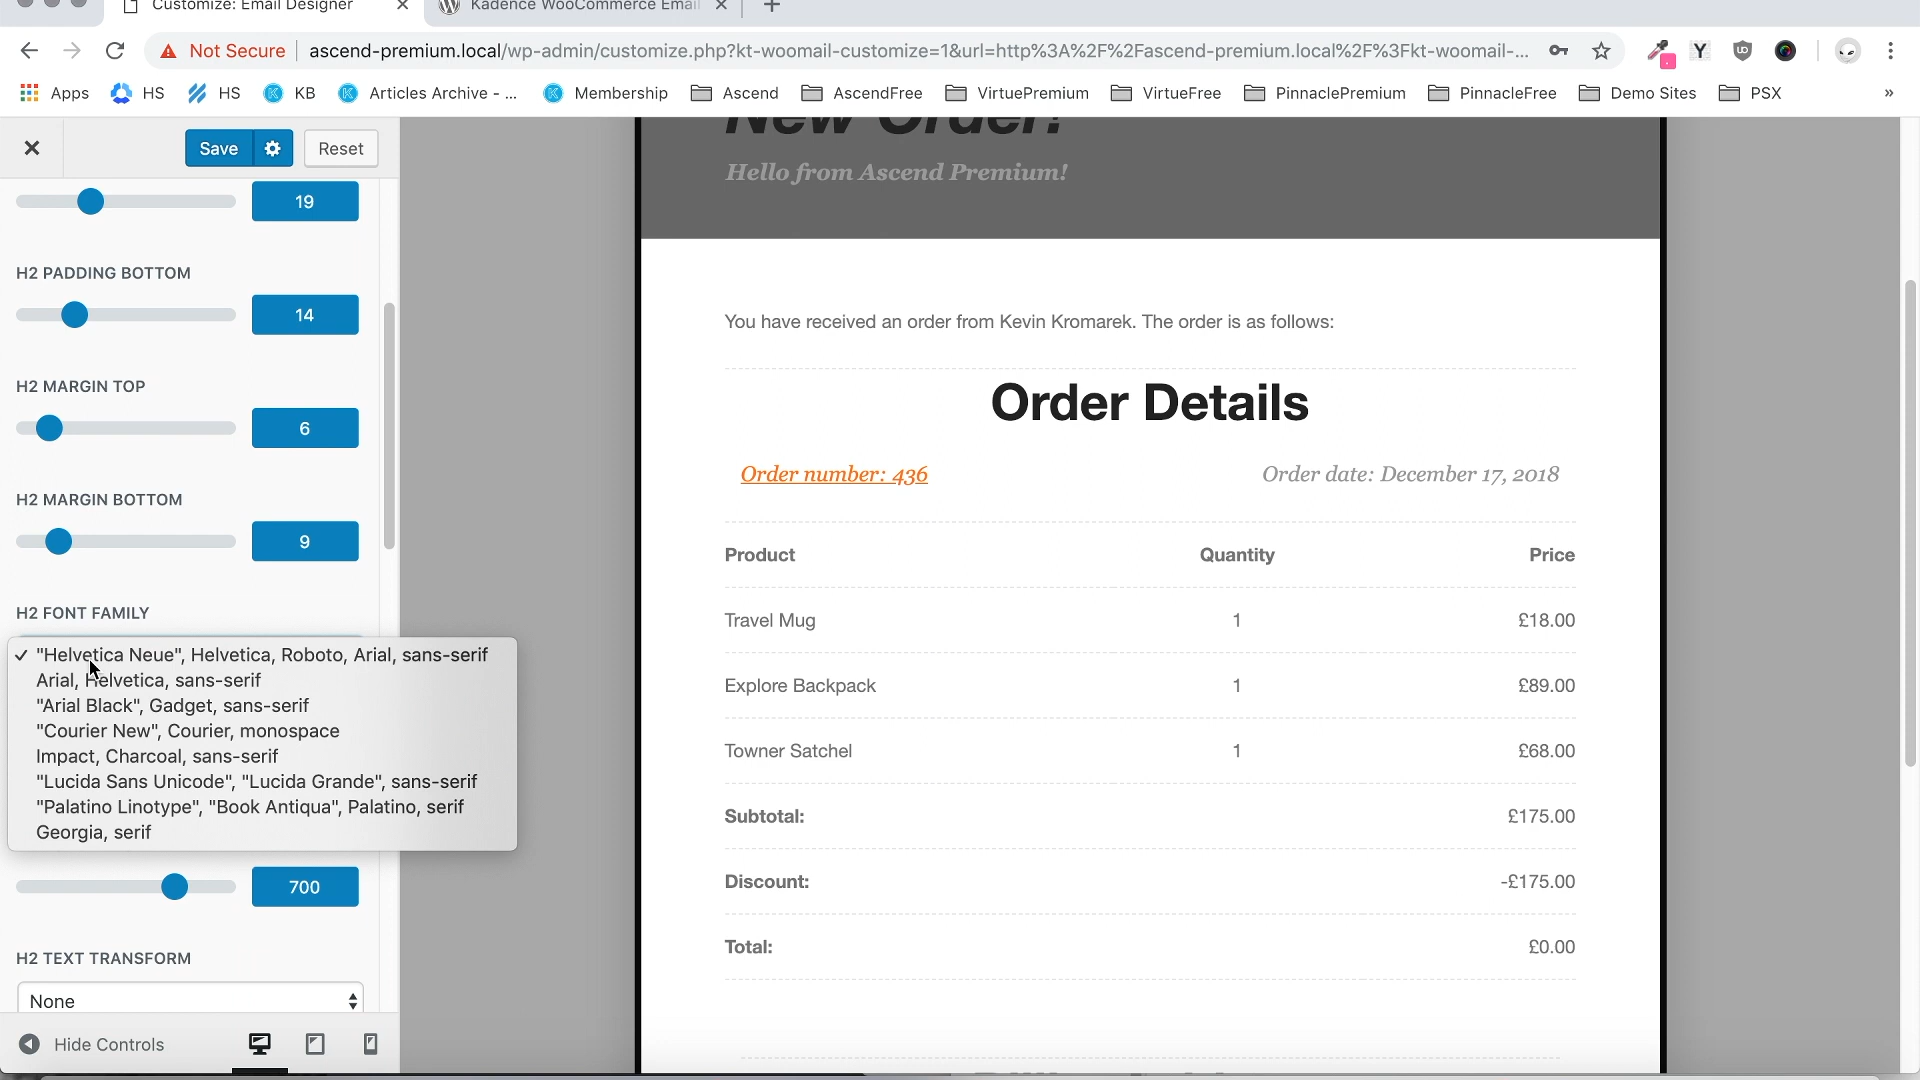 Customize: Email Designer
Kadence WooCommerce Email
Not Secure
ascend-premium.local/wp-admin/customize.php?kt-woomail-customize=1&url=http%3A%2F%2Fascend-premium.local%2F%3Fkt-woomail-...
Y
Apps
HS
HS
KB
Articles Archive - ...
Membership
Ascend
AscendFree
VirtuePremium
VirtueFree
PinnaclePremium
PinnacleFree
Demo Sites
PSX
»
Save
Reset
19
H2 PADDING BOTTOM
14
H2 MARGIN TOP
6
H2 MARGIN BOTTOM
9
H2 FONT FAMILY
"Helvetica Neue", Helvetica, Roboto, Arial, sans-serif
Arial, Helvetica, sans-serif
"Arial Black", Gadget, sans-serif
"Courier New", Courier, monospace
Impact, Charcoal, sans-serif
"Lucida Sans Unicode", "Lucida Grande", sans-serif
"Palatino Linotype", "Book Antiqua", Palatino, serif
Georgia, serif
700
H2 TEXT TRANSFORM
None
Hide Controls
New Order!
Hello from Ascend Premium!
You have received an order from Kevin Kromarek. The order is as follows:
Order Details
Order number: 436
Order date: December 17, 2018
Product Quantity Price
Travel Mug 1 £18.00
Explore Backpack 1 £89.00
Towner Satchel 1 £68.00
Subtotal: £175.00
Discount: -£175.00
Total: £0.00